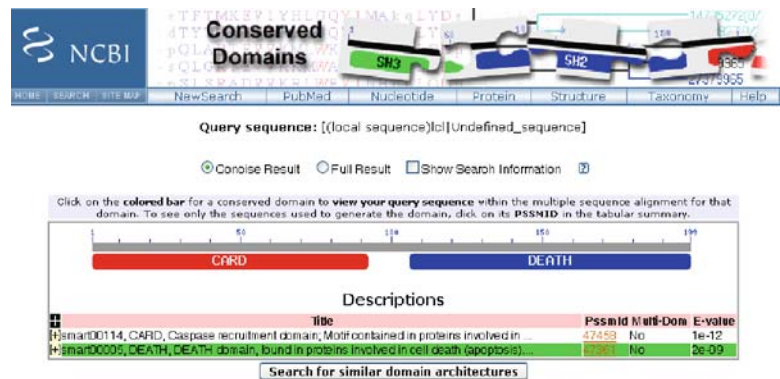 NCBI
Conserved
Domains
SH3
SH2
HOME SEARCH SITE MAP NewSearch PubMed Nucleotide Protein Structure Taxonomy Help
Query sequence: [(local sequence)lcl|Undefined_sequence]
Concise Result Full Result Show Search Information ?
Click on the colored bar for a conserved domain to view your query sequence within the multiple sequence alignment for that
domain. To see only the sequences used to generate the domain, click on its PSSMID in the tabular summary.
1 50 100 150 199
CARD DEATH
Descriptions
Title PssmId Multi-Dom E-value
[+]smart00114, CARD, Caspase recruitment domain; Motif contained in proteins involved in ... 47458 No 1e-12
[+]smart00005, DEATH, DEATH domain, found in proteins involved in cell death (apoptosis)... No 2e-09
Search for similar domain architectures